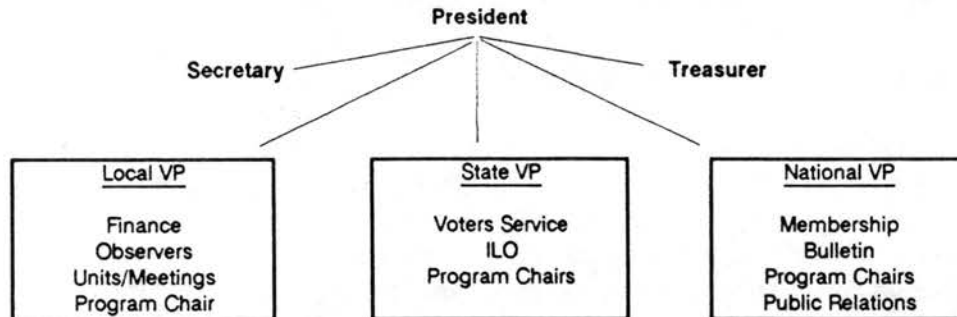 President
Secretary
Treasurer
Local VP
Finance
Observers
Units/Meetings
Program Chair
State VP
Voters Service
ILO
Program Chairs
National VP
Membership
Bulletin
Program Chairs
Public Relations